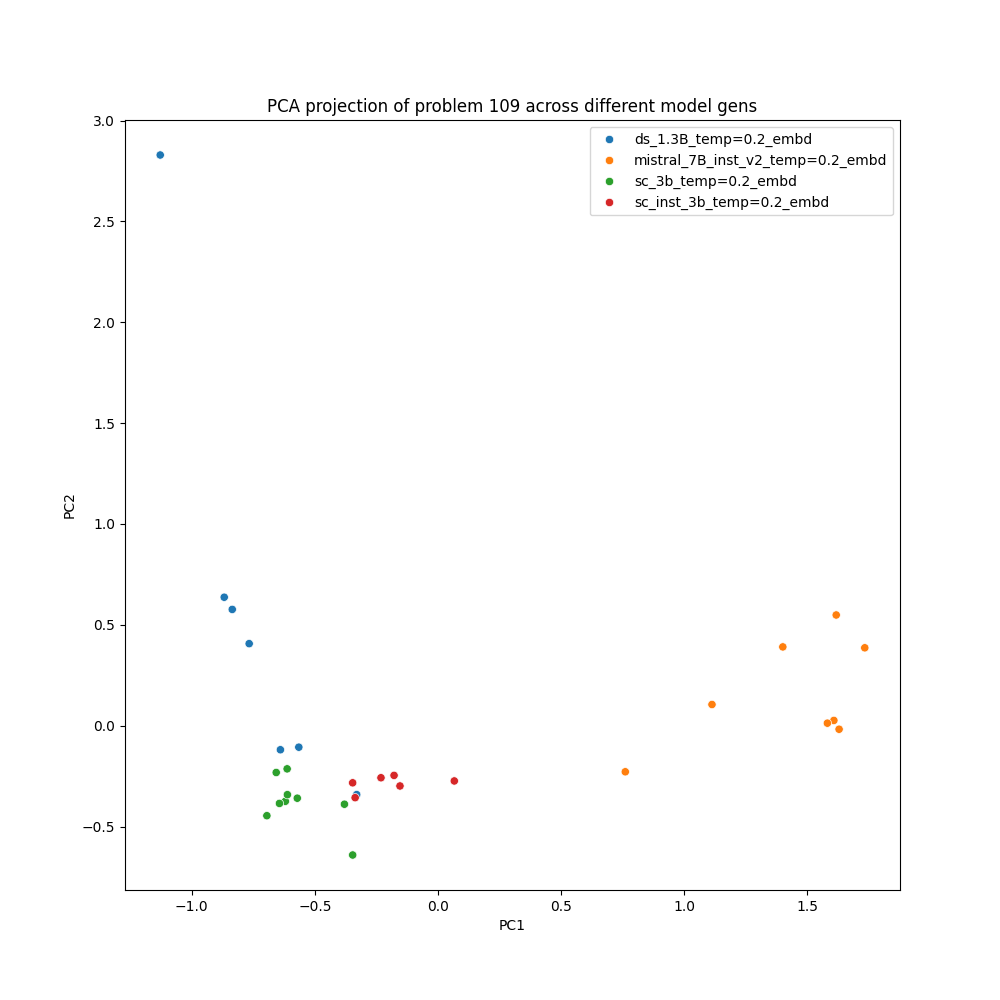 PCA projection of problem 109 across different model gens
ds_1.3B_temp=0.2_embd
mistral_7B_inst_v2_temp=0.2_embd
sc_3b_temp=0.2_embd
sc_inst_3b_temp=0.2_embd
3.0
2.5
2.0
1.5
1.0
0.5
0.0
−0.5
PC2
−1.0
−0.5
0.0
0.5
1.0
1.5
PC1